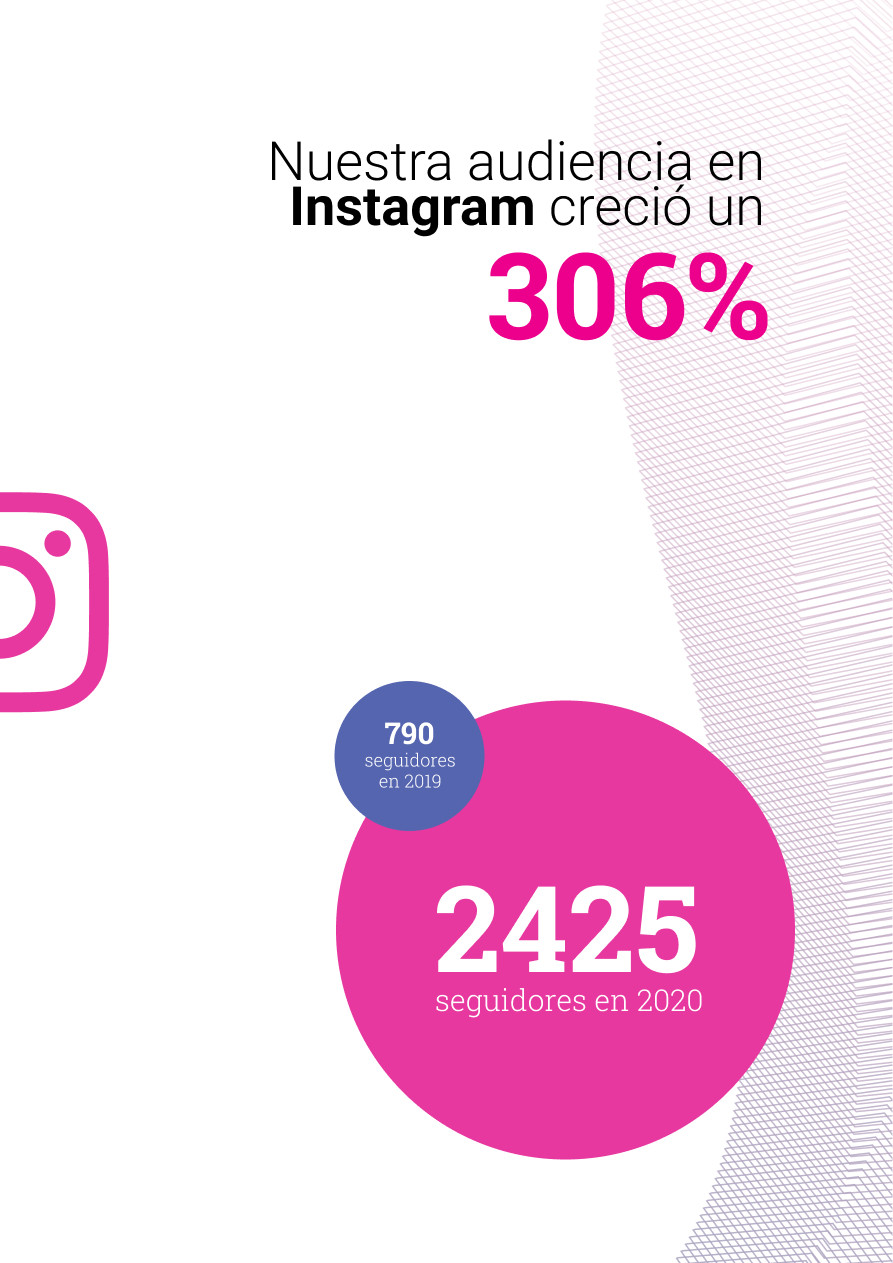 Nuestra audiencia en
Instagram creció un
306%
790
seguidores
en 2019
2425
seguidores en 2020